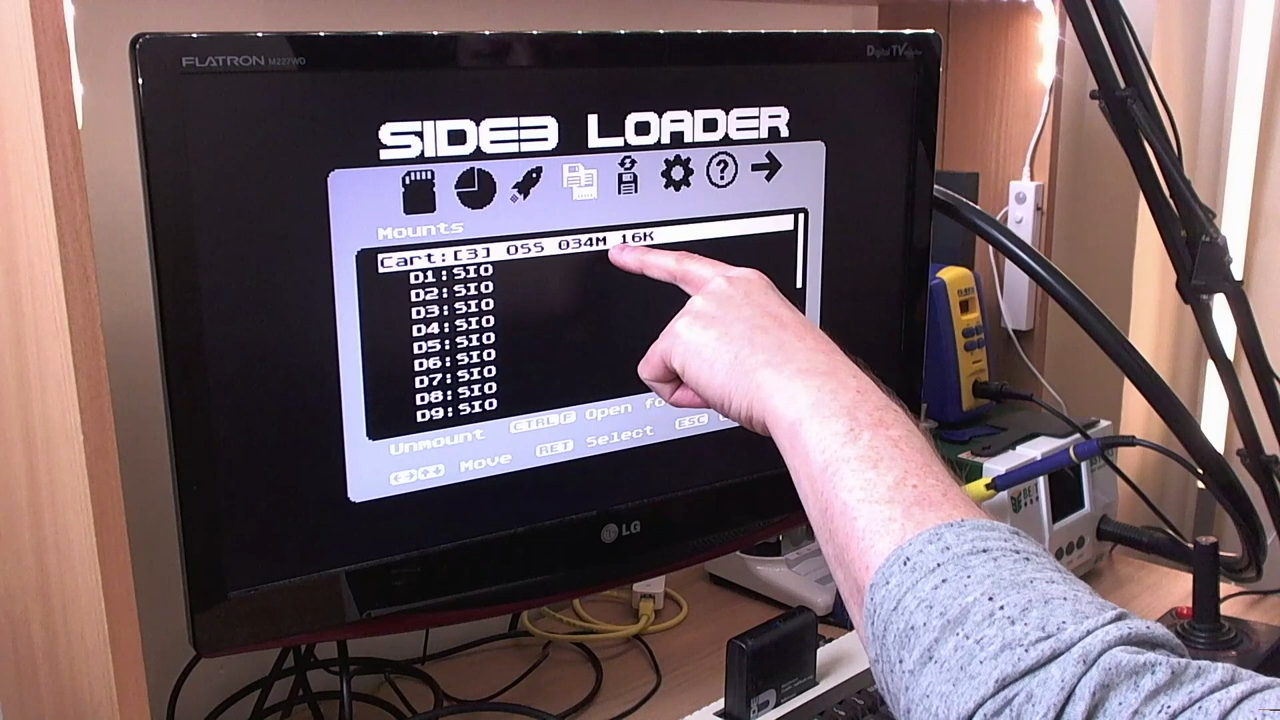 FLATRON M227WD
Digital TV
SIDE3 LOADER
Mounts
Cart:[3] OSS 034M 16K
D1:SIO
D2:SIO
D3:SIO
D4:SIO
D5:SIO
D6:SIO
D7:SIO
D8:SIO
D9:SIO
Unmount CTRL F Open fo
Move RET Select ESC
LG